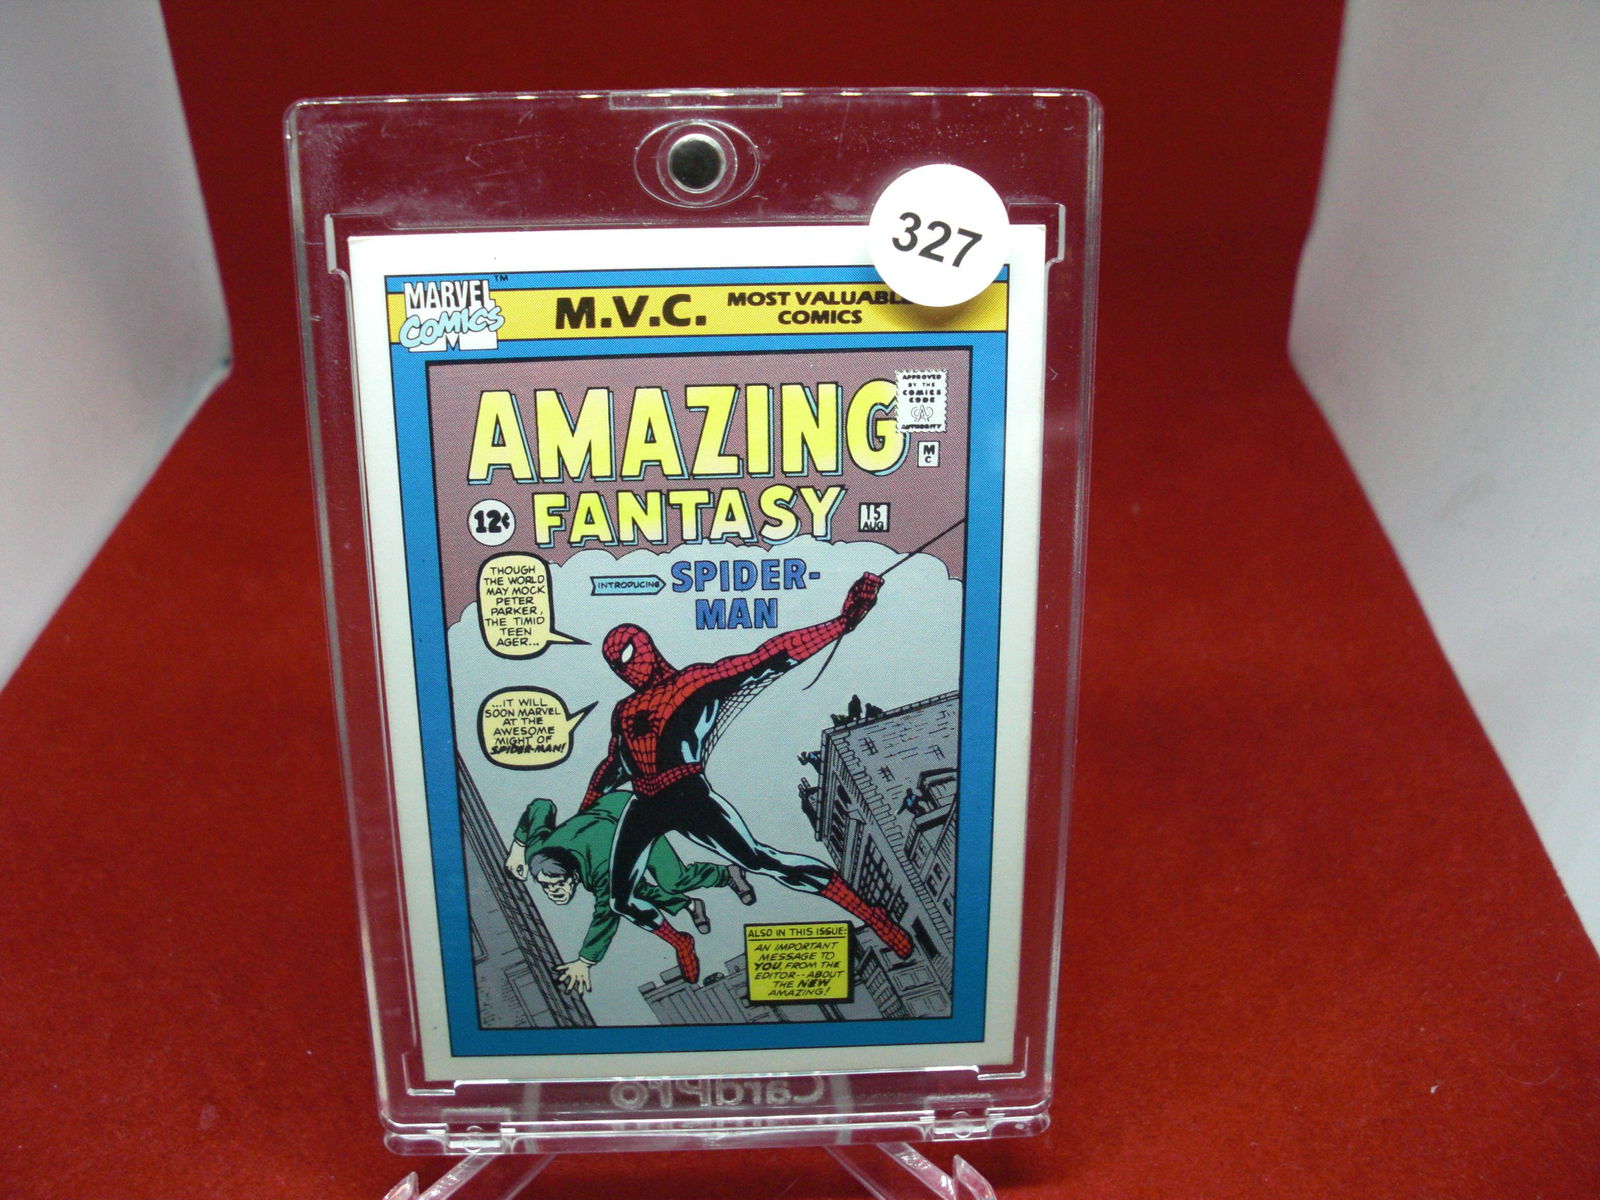 327
MARVEL™
COMICS
M
M.V.C.
MOST VALUABL
COMICS
APPROVED
BY THE
COMICS
CODE
CA
AUTHORITY
AMAZING
M
C
FANTASY
12¢
15
AUG
THOUGH
THE WORLD
MAY MOCK
PETER
PARKER,
THE TIMID
TEEN
AGER...
INTRODUCING
SPIDER-
MAN
...IT WILL
SOON MARVEL
AT THE
AWESOME
MIGHT OF
SPIDER-MAN!
ALSO IN THIS ISSUE:
AN IMPORTANT
MESSAGE TO
YOU, FROM THE
EDITOR--ABOUT
THE NEW
AMAZING!
CardPro